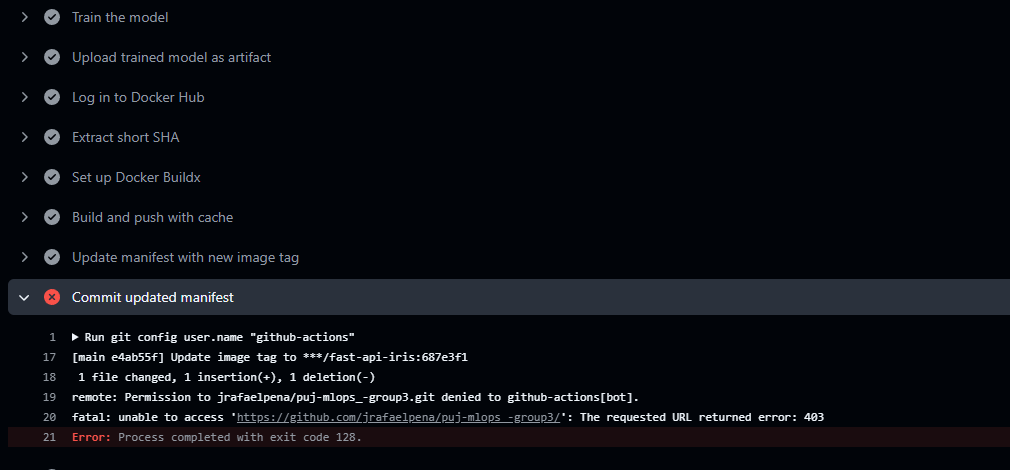 Train the model
Upload trained model as artifact
Log in to Docker Hub
Extract short SHA
Set up Docker Buildx
Build and push with cache
Update manifest with new image tag
Commit updated manifest
1 Run git config user.name "github-actions"
17 [main e4ab55f] Update image tag to ***/fast-api-iris:687e3f1
18 1 file changed, 1 insertion(+), 1 deletion(-)
19 remote: Permission to jrafaelpena/puj-mlops_-group3.git denied to github-actions[bot].
20 fatal: unable to access 'https://github.com/jrafaelpena/puj-mlops_-group3/': The requested URL returned error: 403
21 Error: Process completed with exit code 128.